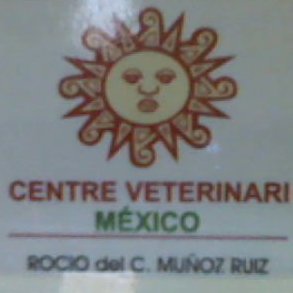 CENTRE VETERINARI
MÉXICO
ROCIO del C. MUÑOZ RUIZ